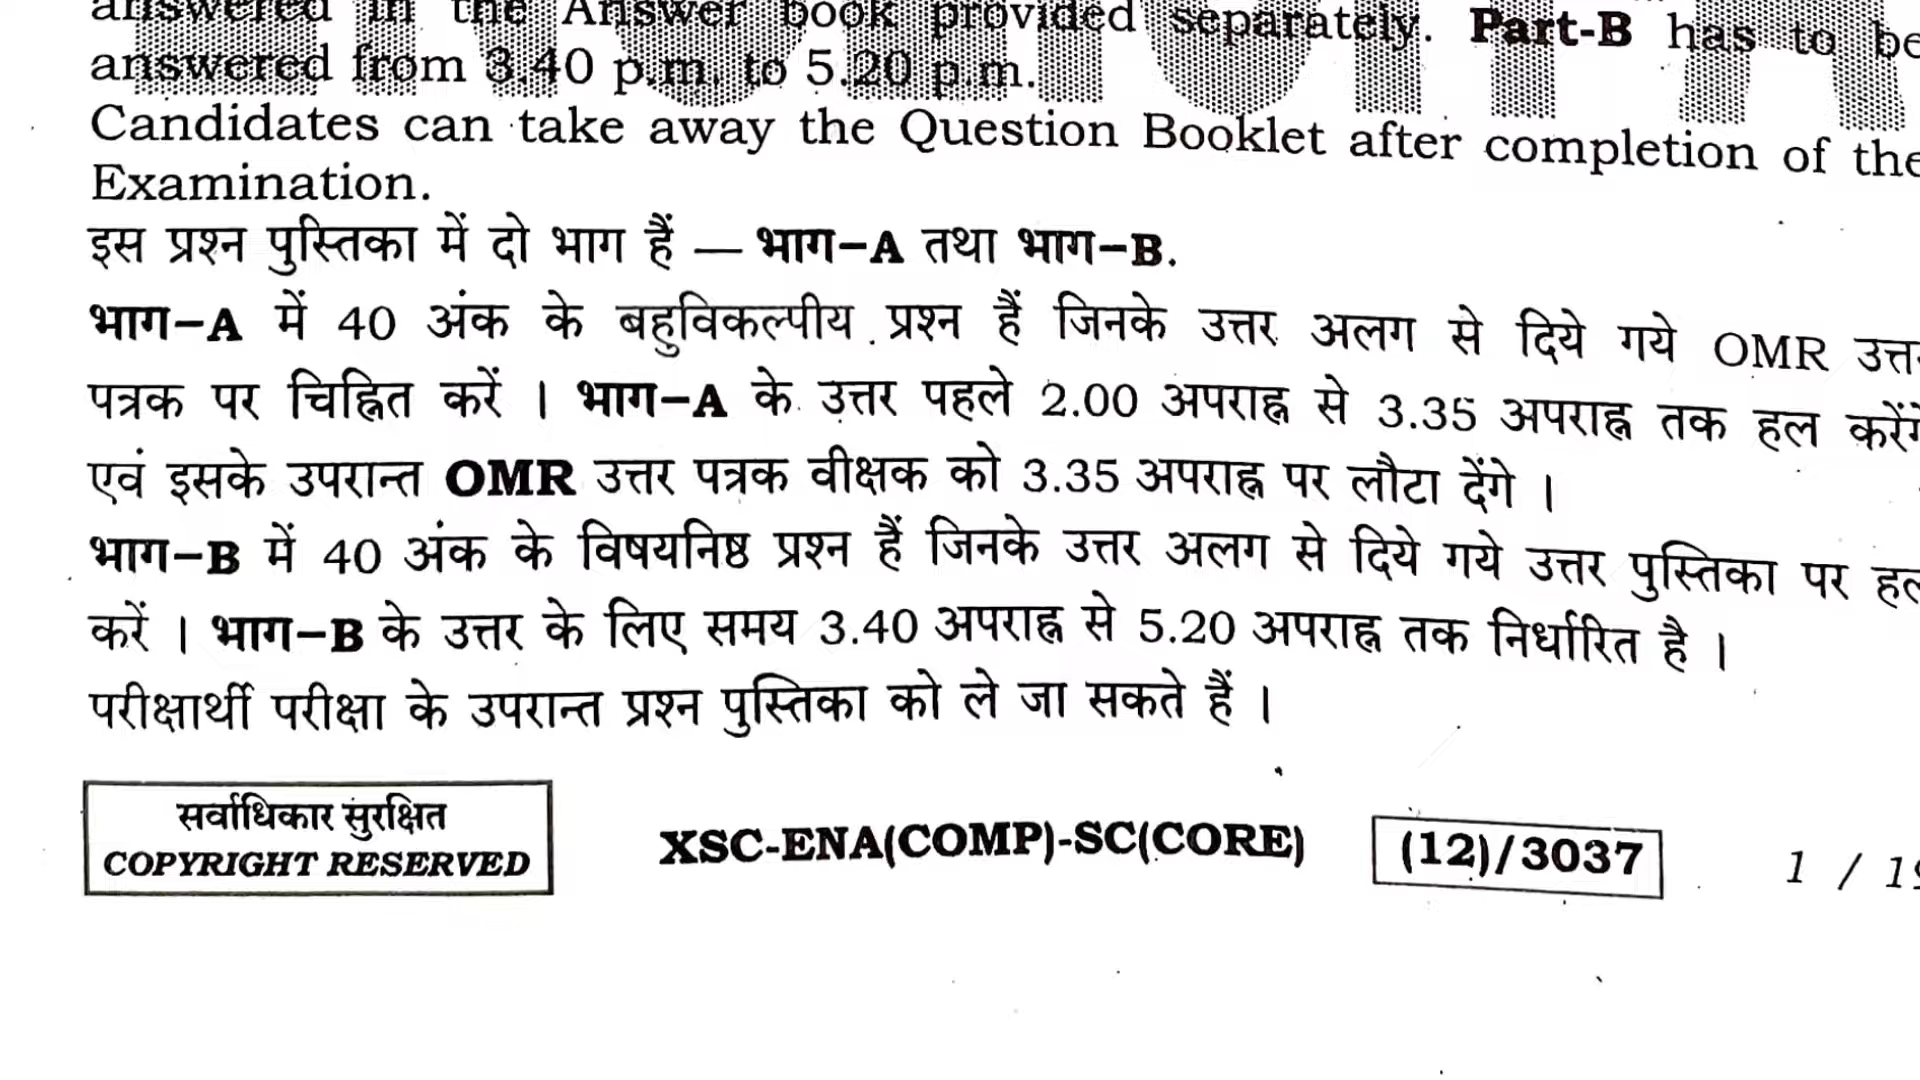 answered in the Answer book provided separately. Part-B has to be
answered from 3.40 p.m. to 5.20 p.m.
Candidates can take away the Question Booklet after completion of the
Examination.
इस प्रश्न पुस्तिका में दो भाग हैं — भाग–A तथा भाग–B.
भाग–A में 40 अंक के बहुविकल्पीय प्रश्न हैं जिनके उत्तर अलग से दिये गये OMR
पत्रक पर चिह्नित करें । भाग–A के उत्तर पहले 2.00 अपराह्न से 3.35 अपराह्न तक हल
एवं इसके उपरान्त OMR उत्तर पत्रक वीक्षक को 3.35 अपराह्न पर लौटा देंगे ।
भाग–B में 40 अंक के विषयनिष्ठ प्रश्न हैं जिनके उत्तर अलग से दिये गये उत्तर पुस्तिका पर
करें । भाग–B के उत्तर के लिए समय 3.40 अपराह्न से 5.20 अपराह्न तक निर्धारित है ।
परीक्षार्थी परीक्षा के उपरान्त प्रश्न पुस्तिका को ले जा सकते हैं ।
सर्वाधिकार सुरक्षित
COPYRIGHT RESERVED
XSC-ENA(COMP)-SC(CORE)
(12)/3037
1 /